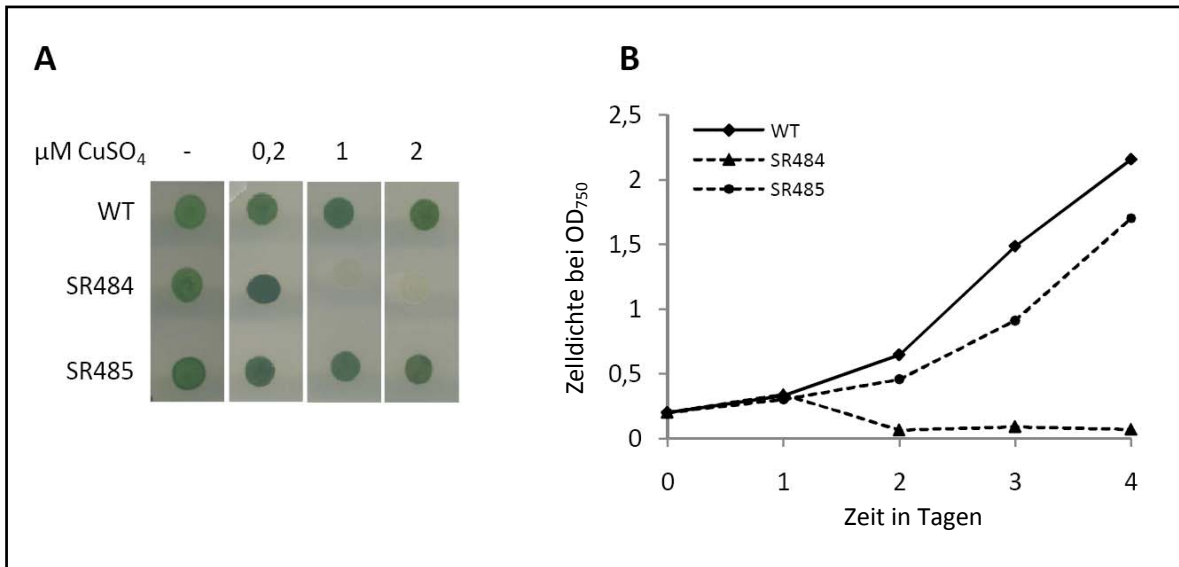 A
µM CuSO4 - 0,2 1 2
WT
SR484
SR485
B
Zelldichte bei OD750
2,5
2
1,5
1
0,5
0
WT
SR484
SR485
0 1 2 3 4
Zeit in Tagen